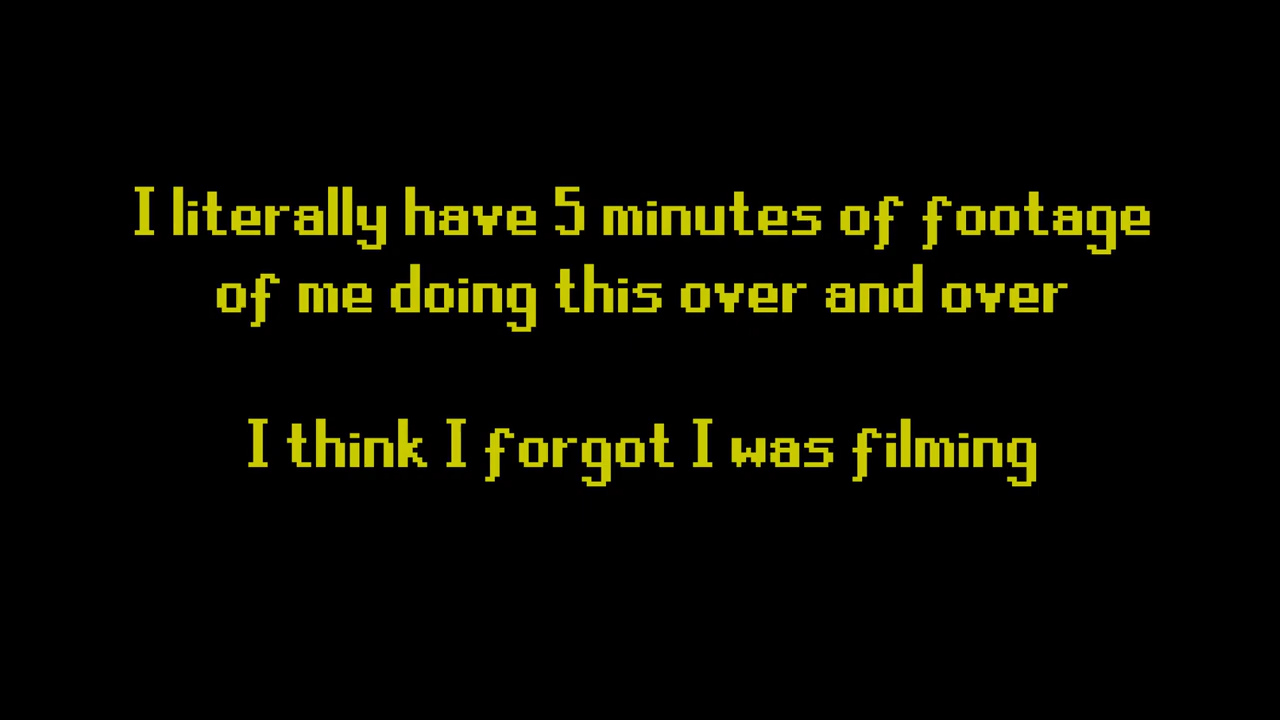 I literally have 5 minutes of footage
of me doing this over and over
I think I forgot I was filming